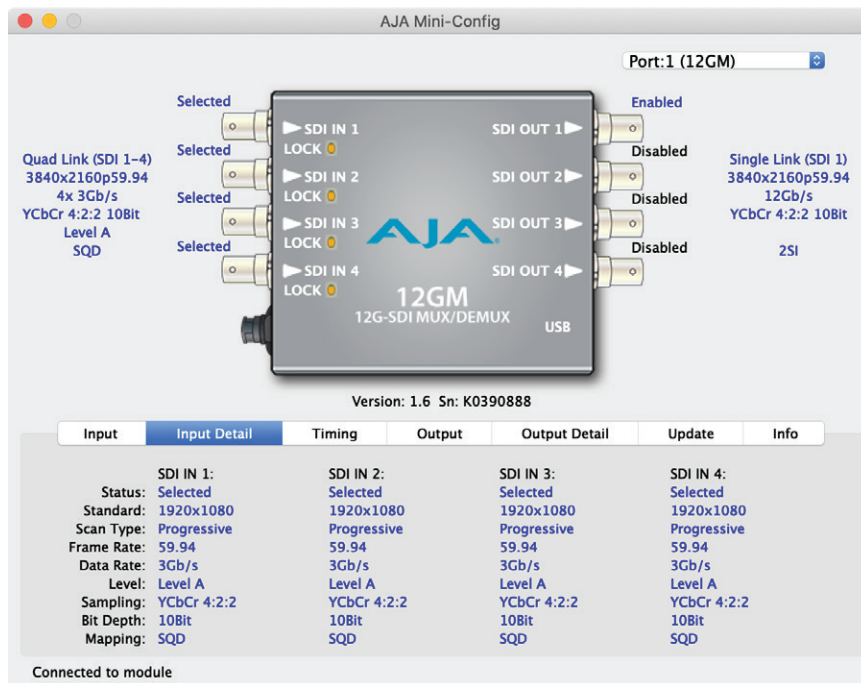 AJA Mini-Config
Port:1 (12GM)
Selected
Enabled
SDI IN 1
SDI OUT 1
LOCK
Selected
Disabled
SDI IN 2
SDI OUT 2
LOCK
Selected
Disabled
SDI IN 3
SDI OUT 3
LOCK
Selected
Disabled
SDI IN 4
SDI OUT 4
LOCK
Quad Link (SDI 1-4)
3840x2160p59.94
4x 3Gb/s
YCbCr 4:2:2 10Bit
Level A
SQD
Single Link (SDI 1)
3840x2160p59.94
12Gb/s
YCbCr 4:2:2 10Bit
2SI
AJA
12GM
12G-SDI MUX/DEMUX
USB
Version: 1.6 Sn: K0390888
Input Input Detail Timing Output Output Detail Update Info
SDI IN 1: SDI IN 2: SDI IN 3: SDI IN 4:
Status: Selected Selected Selected Selected
Standard: 1920x1080 1920x1080 1920x1080 1920x1080
Scan Type: Progressive Progressive Progressive Progressive
Frame Rate: 59.94 59.94 59.94 59.94
Data Rate: 3Gb/s 3Gb/s 3Gb/s 3Gb/s
Level: Level A Level A Level A Level A
Sampling: YCbCr 4:2:2 YCbCr 4:2:2 YCbCr 4:2:2 YCbCr 4:2:2
Bit Depth: 10Bit 10Bit 10Bit 10Bit
Mapping: SQD SQD SQD SQD
Connected to module